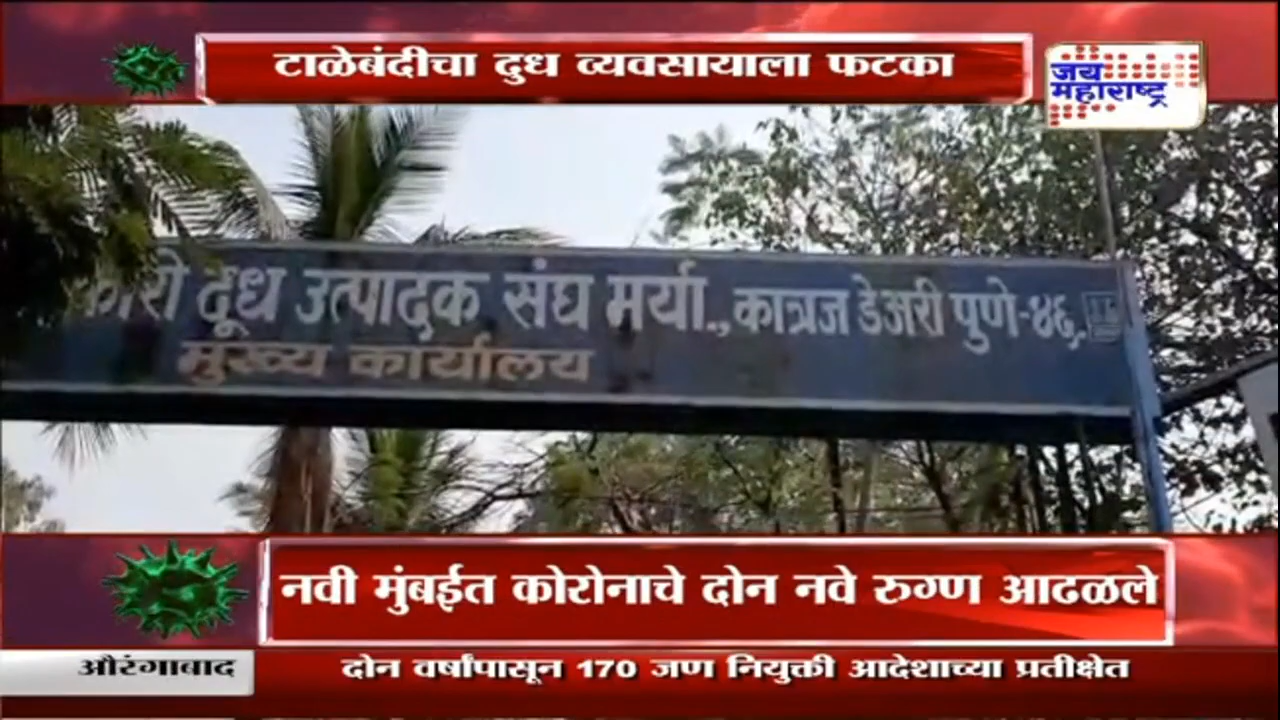 टाळेबंदीचा दुध व्यवसायाला फटका
जय
महाराष्ट्र
दूध उत्पादक संघ मर्या., कात्रज डेअरी पुणे-४६,
मुख्य कार्यालय
नवी मुंबईत कोरोनाचे दोन नवे रुग्ण आढळले
औरंगाबाद
दोन वर्षांपासून 170 जण नियुक्ती आदेशाच्या प्रतीक्षेत